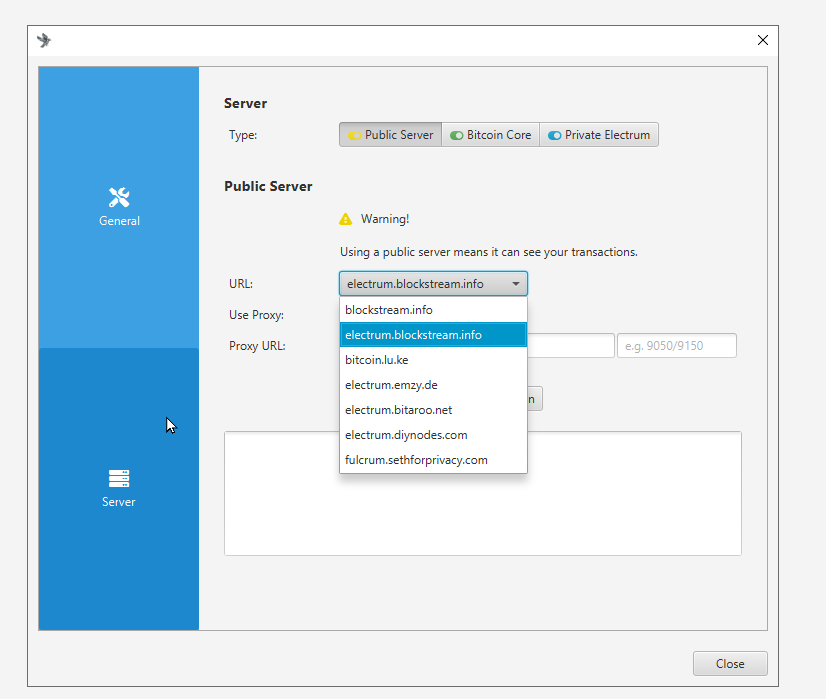 Server
Type:
Public Server
Bitcoin Core
Private Electrum
Public Server
Warning!
Using a public server means it can see your transactions.
General
URL:
electrum.blockstream.info
blockstream.info
electrum.blockstream.info
bitcoin.lu.ke
electrum.emzy.de
electrum.bitaroo.net
electrum.diynodes.com
fulcrum.sethforprivacy.com
Use Proxy:
Proxy URL:
e.g. 9050/9150
n
Server
Close